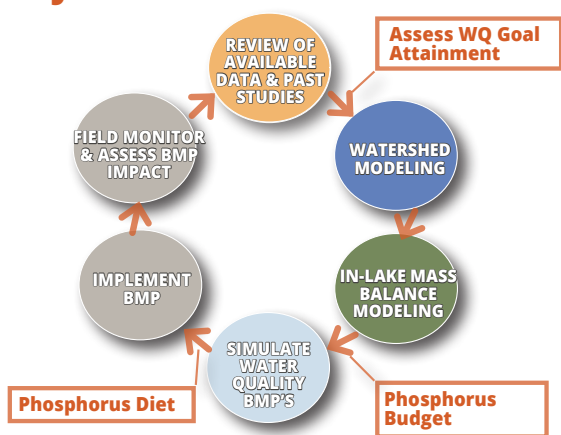 REVIEW OF
AVAILABLE
DATA & PAST
STUDIES
Assess WQ Goal
Attainment
WATERSHED
MODELING
IN-LAKE MASS
BALANCE
MODELING
Phosphorus
Budget
SIMULATE
WATER
QUALITY
BMP'S
Phosphorus Diet
IMPLEMENT
BMP
FIELD MONITOR
& ASSESS BMP
IMPACT